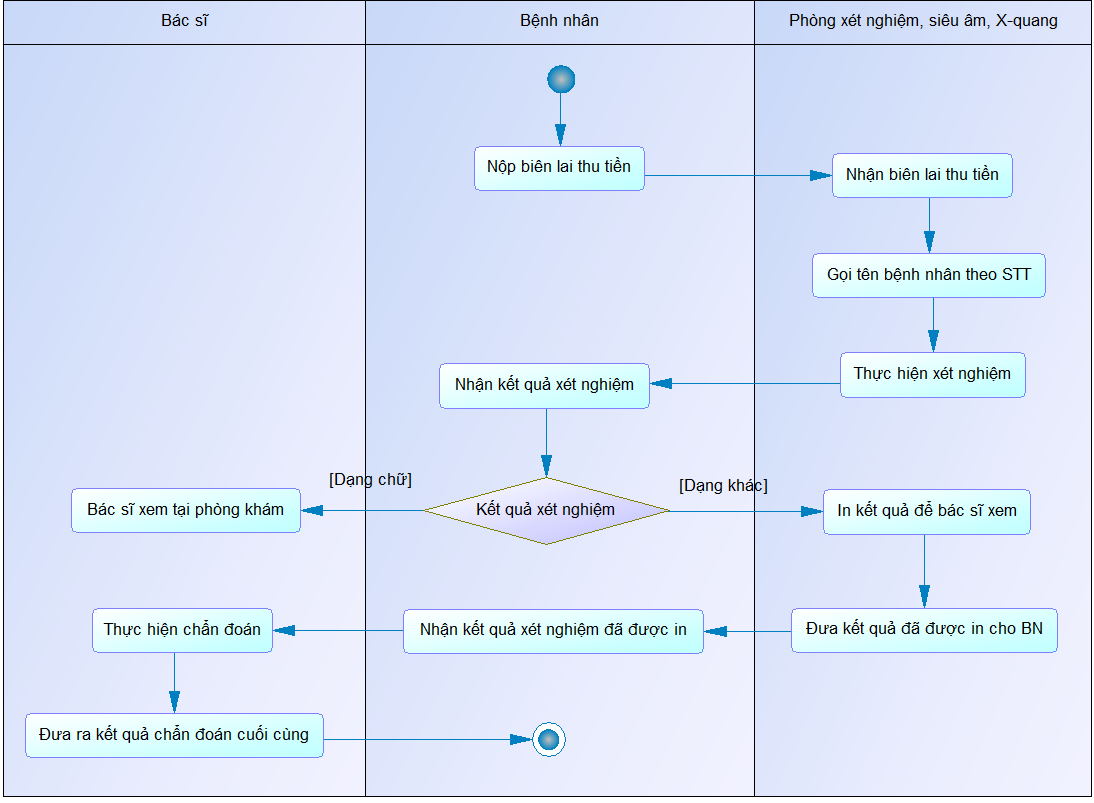 Bác sĩ
Bệnh nhân
Phòng xét nghiệm, siêu âm, X-quang
Nộp biên lai thu tiền
Nhận biên lai thu tiền
Gọi tên bệnh nhân theo STT
Thực hiện xét nghiệm
Nhận kết quả xét nghiệm
[Dạng chữ]
[Dạng khác]
Bác sĩ xem tại phòng khám
Kết quả xét nghiệm
In kết quả để bác sĩ xem
Thực hiện chẩn đoán
Nhận kết quả xét nghiệm đã được in
Đưa kết quả đã được in cho BN
Đưa ra kết quả chẩn đoán cuối cùng